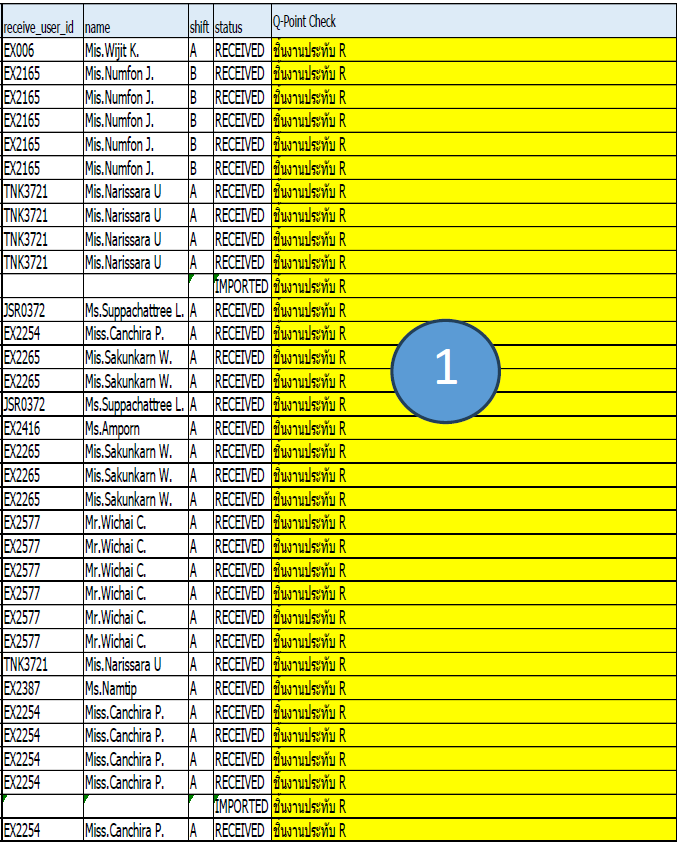 receive_user_id name shift status Q-Point Check
EX006 Mis.Wijit K. A RECEIVED ชิ้นงานประทับ R
EX2165 Mis.Numfon J. B RECEIVED ชิ้นงานประทับ R
EX2165 Mis.Numfon J. B RECEIVED ชิ้นงานประทับ R
EX2165 Mis.Numfon J. B RECEIVED ชิ้นงานประทับ R
EX2165 Mis.Numfon J. B RECEIVED ชิ้นงานประทับ R
EX2165 Mis.Numfon J. B RECEIVED ชิ้นงานประทับ R
TNK3721 Mis.Narissara U A RECEIVED ชิ้นงานประทับ R
TNK3721 Mis.Narissara U A RECEIVED ชิ้นงานประทับ R
TNK3721 Mis.Narissara U A RECEIVED ชิ้นงานประทับ R
TNK3721 Mis.Narissara U A RECEIVED ชิ้นงานประทับ R
IMPORTED ชิ้นงานประทับ R
JSR0372 Ms.Suppachattree L. A RECEIVED ชิ้นงานประทับ R
EX2254 Miss.Canchira P. A RECEIVED ชิ้นงานประทับ R
EX2265 Mis.Sakunkarn W. A RECEIVED ชิ้นงานประทับ R
1
EX2265 Mis.Sakunkarn W. A RECEIVED ชิ้นงานประทับ R
JSR0372 Ms.Suppachattree L. A RECEIVED ชิ้นงานประทับ R
EX2416 Ms.Amporn A RECEIVED ชิ้นงานประทับ R
EX2265 Mis.Sakunkarn W. A RECEIVED ชิ้นงานประทับ R
EX2265 Mis.Sakunkarn W. A RECEIVED ชิ้นงานประทับ R
EX2265 Mis.Sakunkarn W. A RECEIVED ชิ้นงานประทับ R
EX2577 Mr.Wichai C. A RECEIVED ชิ้นงานประทับ R
EX2577 Mr.Wichai C. A RECEIVED ชิ้นงานประทับ R
EX2577 Mr.Wichai C. A RECEIVED ชิ้นงานประทับ R
EX2577 Mr.Wichai C. A RECEIVED ชิ้นงานประทับ R
EX2577 Mr.Wichai C. A RECEIVED ชิ้นงานประทับ R
EX2577 Mr.Wichai C. A RECEIVED ชิ้นงานประทับ R
TNK3721 Mis.Narissara U A RECEIVED ชิ้นงานประทับ R
EX2387 Ms.Namtip A RECEIVED ชิ้นงานประทับ R
EX2254 Miss.Canchira P. A RECEIVED ชิ้นงานประทับ R
EX2254 Miss.Canchira P. A RECEIVED ชิ้นงานประทับ R
EX2254 Miss.Canchira P. A RECEIVED ชิ้นงานประทับ R
EX2254 Miss.Canchira P. A RECEIVED ชิ้นงานประทับ R
IMPORTED ชิ้นงานประทับ R
EX2254 Miss.Canchira P. A RECEIVED ชิ้นงานประทับ R